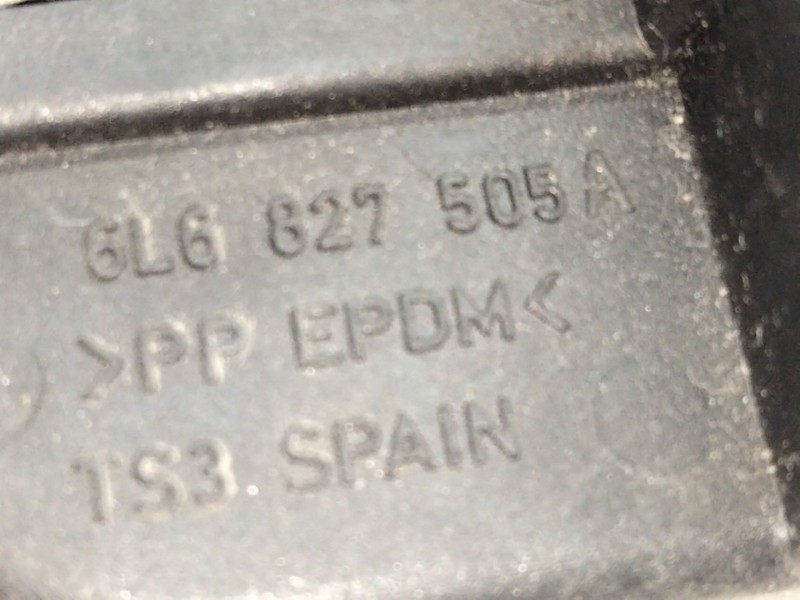 6L6 827 505 A
>PP EPDM<
TS3 SPAIN